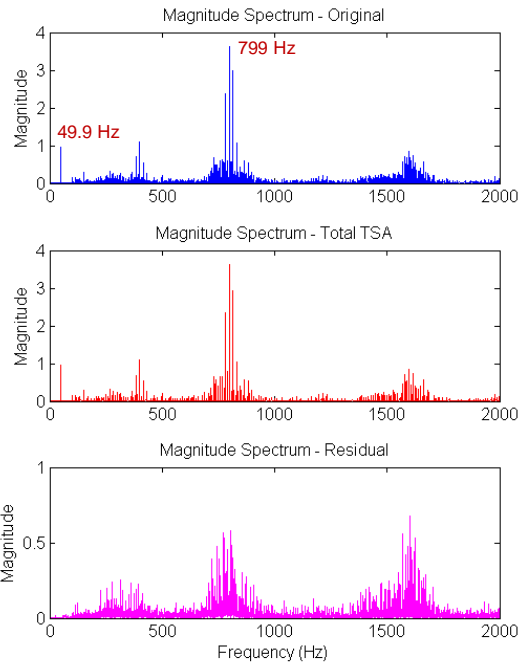 Magnitude Spectrum - Original
4
3
2
1
0
Magnitude
799 Hz
49.9 Hz
0 500 1000 1500 2000
Magnitude Spectrum - Total TSA
4
3
2
1
0
Magnitude
0 500 1000 1500 2000
Magnitude Spectrum - Residual
1
0.5
0
Magnitude
0 500 1000 1500 2000
Frequency (Hz)